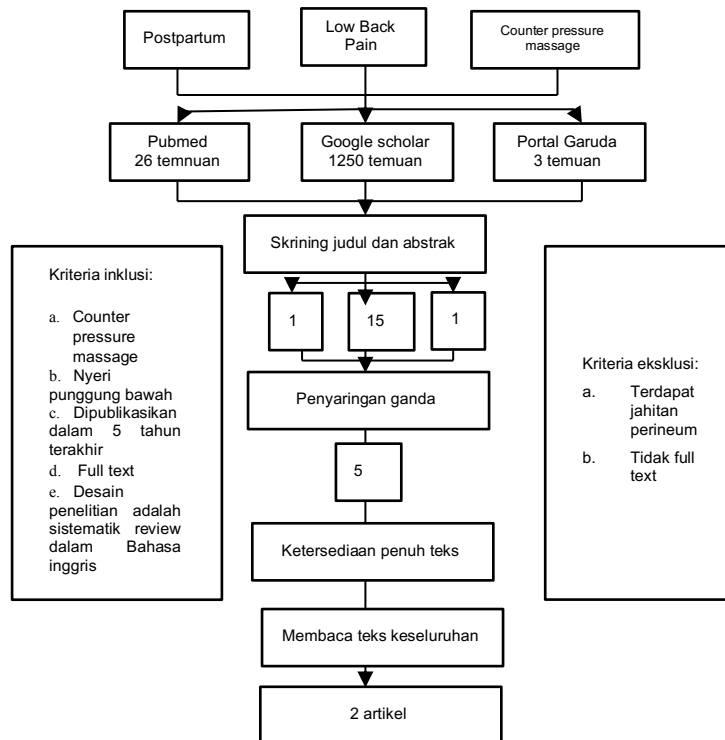 Postpartum
Low Back
Pain
Counter pressure
massage
Pubmed
26 temnuan
Google scholar
1250 temuan
Portal Garuda
3 temuan
Skrining judul dan abstrak
1
15
1
Penyaringan ganda
5
Ketersediaan penuh teks
Membaca teks keseluruhan
2 artikel
Kriteria inklusi:
a. Counter
pressure
massage
b. Nyeri
punggung bawah
c. Dipublikasikan
dalam 5 tahun
terakhir
d. Full text
e. Desain
penelitian adalah
sistematik review
dalam Bahasa
inggris
Kriteria eksklusi:
a. Terdapat
jahitan
perineum
b. Tidak full
text